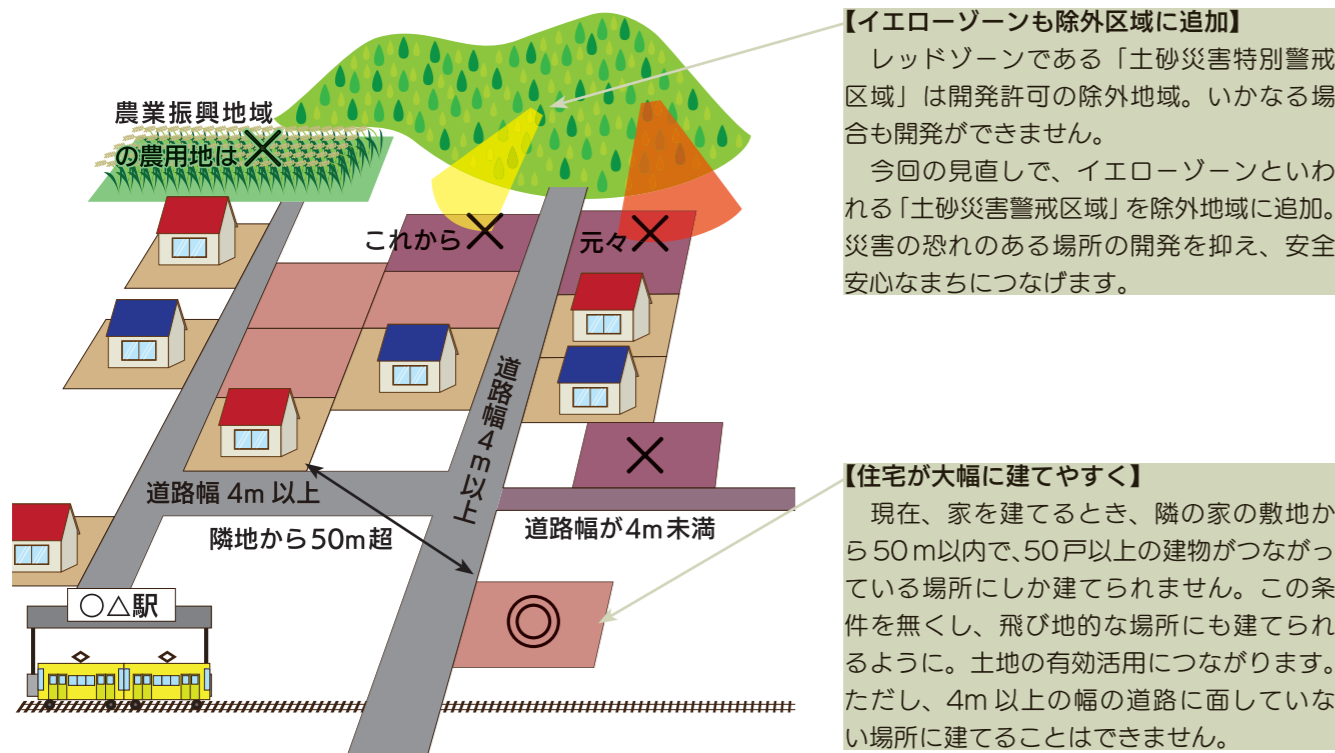 農業振興地域
の農用地は×
これから×
元々×
道路幅4m以上
×
道路幅 4m 以上
隣地から50m超
道路幅が4m未満
○△駅
◎
【イエローゾーンも除外区域に追加】
　レッドゾーンである「土砂災害特別警戒
区域」は開発許可の除外地域。いかなる場
合も開発ができません。
　今回の見直しで、イエローゾーンといわ
れる「土砂災害警戒区域」を除外地域に追加。
災害の恐れのある場所の開発を抑え、安全
安心なまちにつなげます。
【住宅が大幅に建てやすく】
　現在、家を建てるとき、隣の家の敷地か
ら50m以内で、50戸以上の建物がつながっ
ている場所にしか建てられません。この条
件を無くし、飛び地的な場所にも建てられ
るように。土地の有効活用につながります。
ただし、4m 以上の幅の道路に面していな
い場所に建てることはできません。